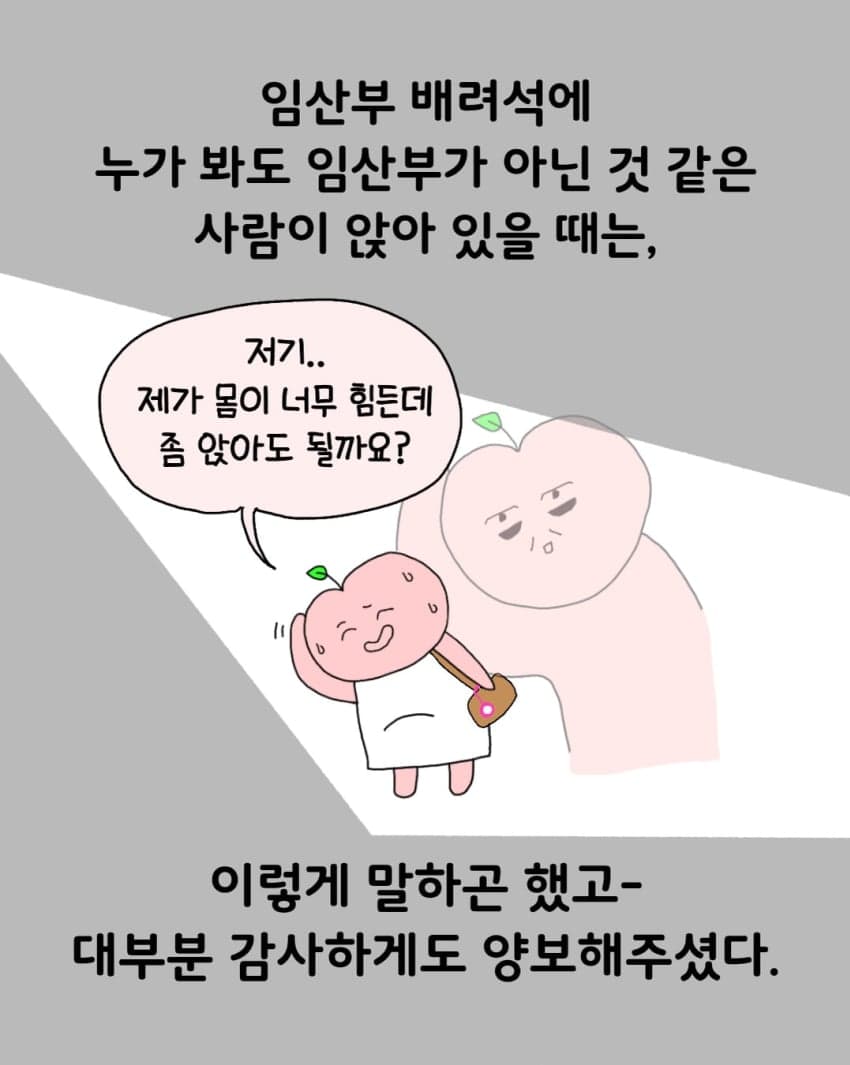 임산부 배려석에
누가 봐도 임산부가 아닌 것 같은
사람이 앉아 있을 때는,
저기..
제가 몸이 너무 힘든데
좀 앉아도 될까요?
이렇게 말하곤 했고-
대부분 감사하게도 양보해주셨다.